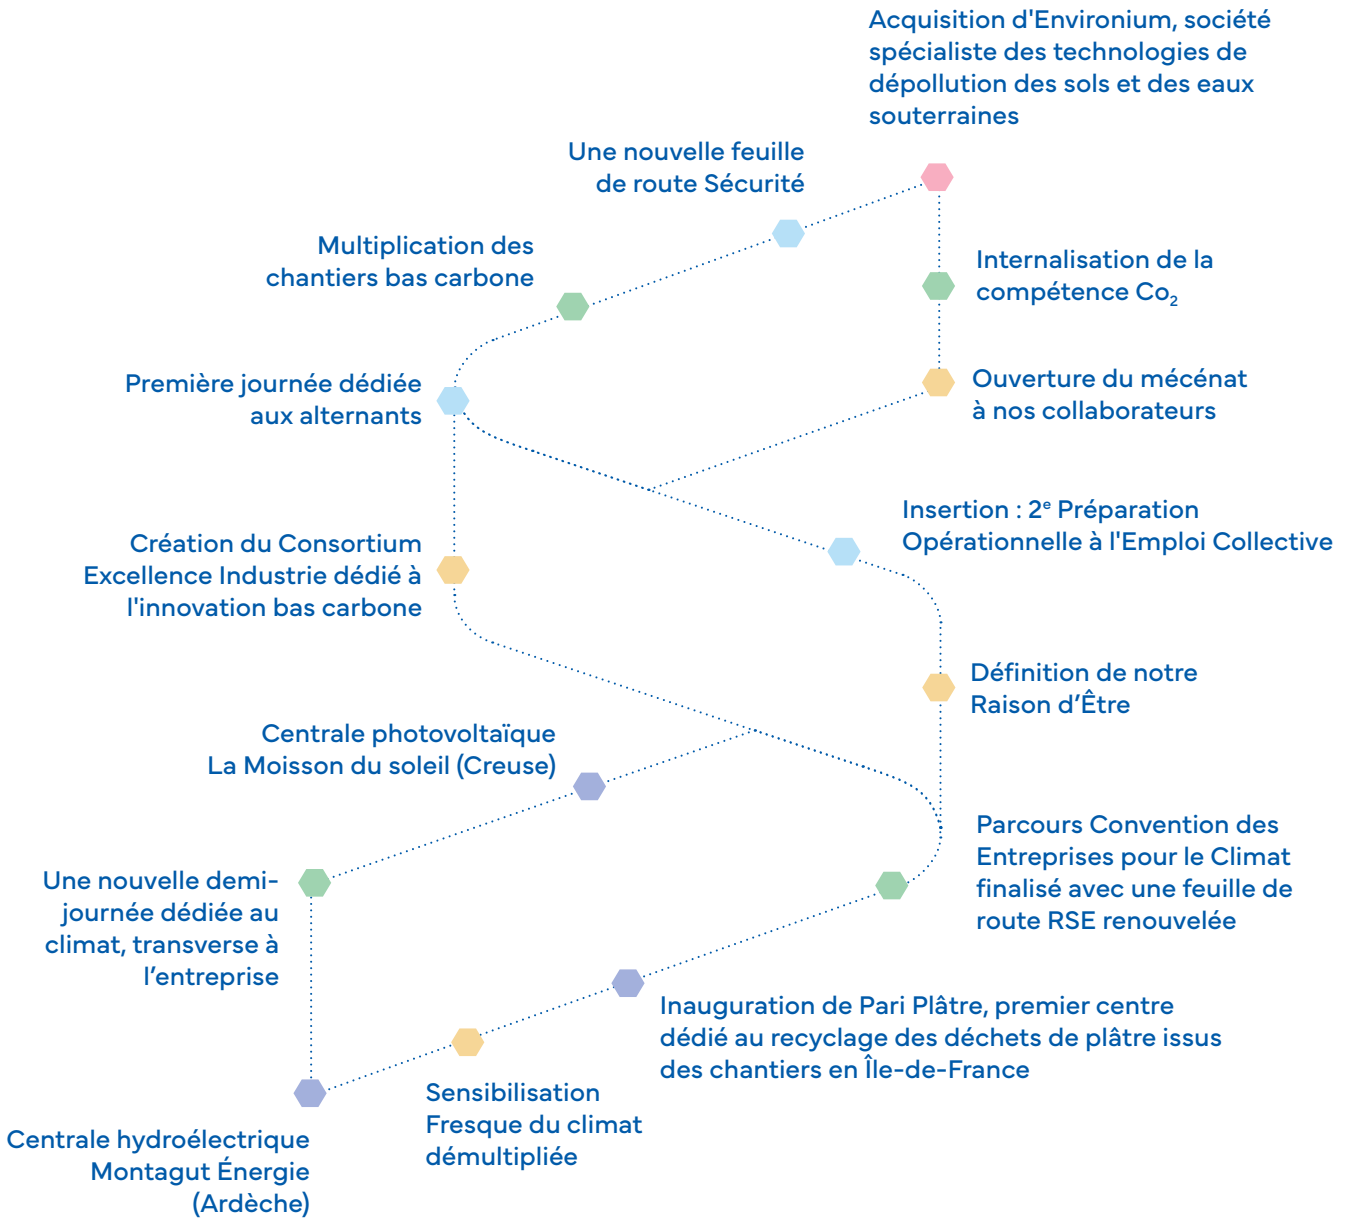 Acquisition d'Environium, société
spécialiste des technologies de
dépollution des sols et des eaux
souterraines
Une nouvelle feuille
de route Sécurité
Multiplication des
chantiers bas carbone
Internalisation de la
compétence Co₂
Première journée dédiée
aux alternants
Ouverture du mécénat
à nos collaborateurs
Insertion : 2ᵉ Préparation
Opérationnelle à l'Emploi Collective
Création du Consortium
Excellence Industrie dédié à
l'innovation bas carbone
Définition de notre
Raison d’Être
Centrale photovoltaïque
La Moisson du soleil (Creuse)
Parcours Convention des
Entreprises pour le Climat
finalisé avec une feuille de
route RSE renouvelée
Une nouvelle demi-
journée dédiée au
climat, transverse à
l’entreprise
Inauguration de Pari Plâtre, premier centre
dédié au recyclage des déchets de plâtre issus
des chantiers en Île-de-France
Sensibilisation
Fresque du climat
démultipliée
Centrale hydroélectrique
Montagut Énergie
(Ardèche)